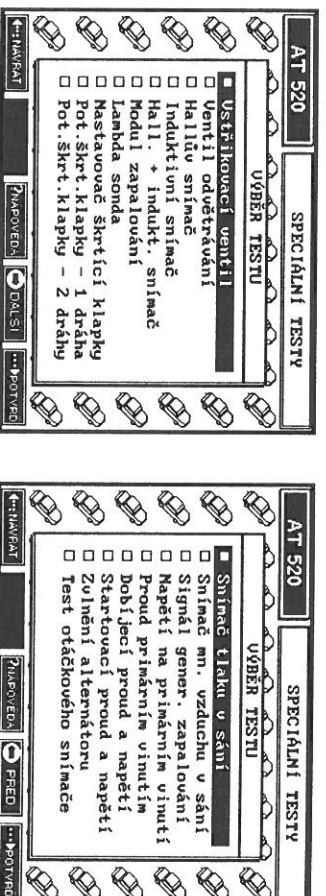 AT 520
SPECIÁLNÍ TESTY
VÝBĚR TESTU
Vstřikovací ventil
Ventil odvětrávání
Hallův snímač
Induktivní snímač
Hall. + indukt. snímač
Modul zapalování
Lambda sonda
Nastavovač škrtící klapky
Pot.škrt.klapky – 1 dráha
Pot.škrt.klapky – 2 dráhy
NÁVRAT
?NÁPOVĚDA
DALŠÍ
POTVRĎ
AT 520
SPECIÁLNÍ TESTY
VÝBĚR TESTU
Snímač tlaku v sání
Snímač mn. vzduchu v sání
Signál gener. zapalování
Napětí na primárním vinutí
Proud primárním vinutím
Dobíjecí proud a napětí
Startovací proud a napětí
Zvlnění alternátoru
Test otáčkového snímače
NÁVRAT
?NÁPOVĚDA
PŘED
POTVRĎ